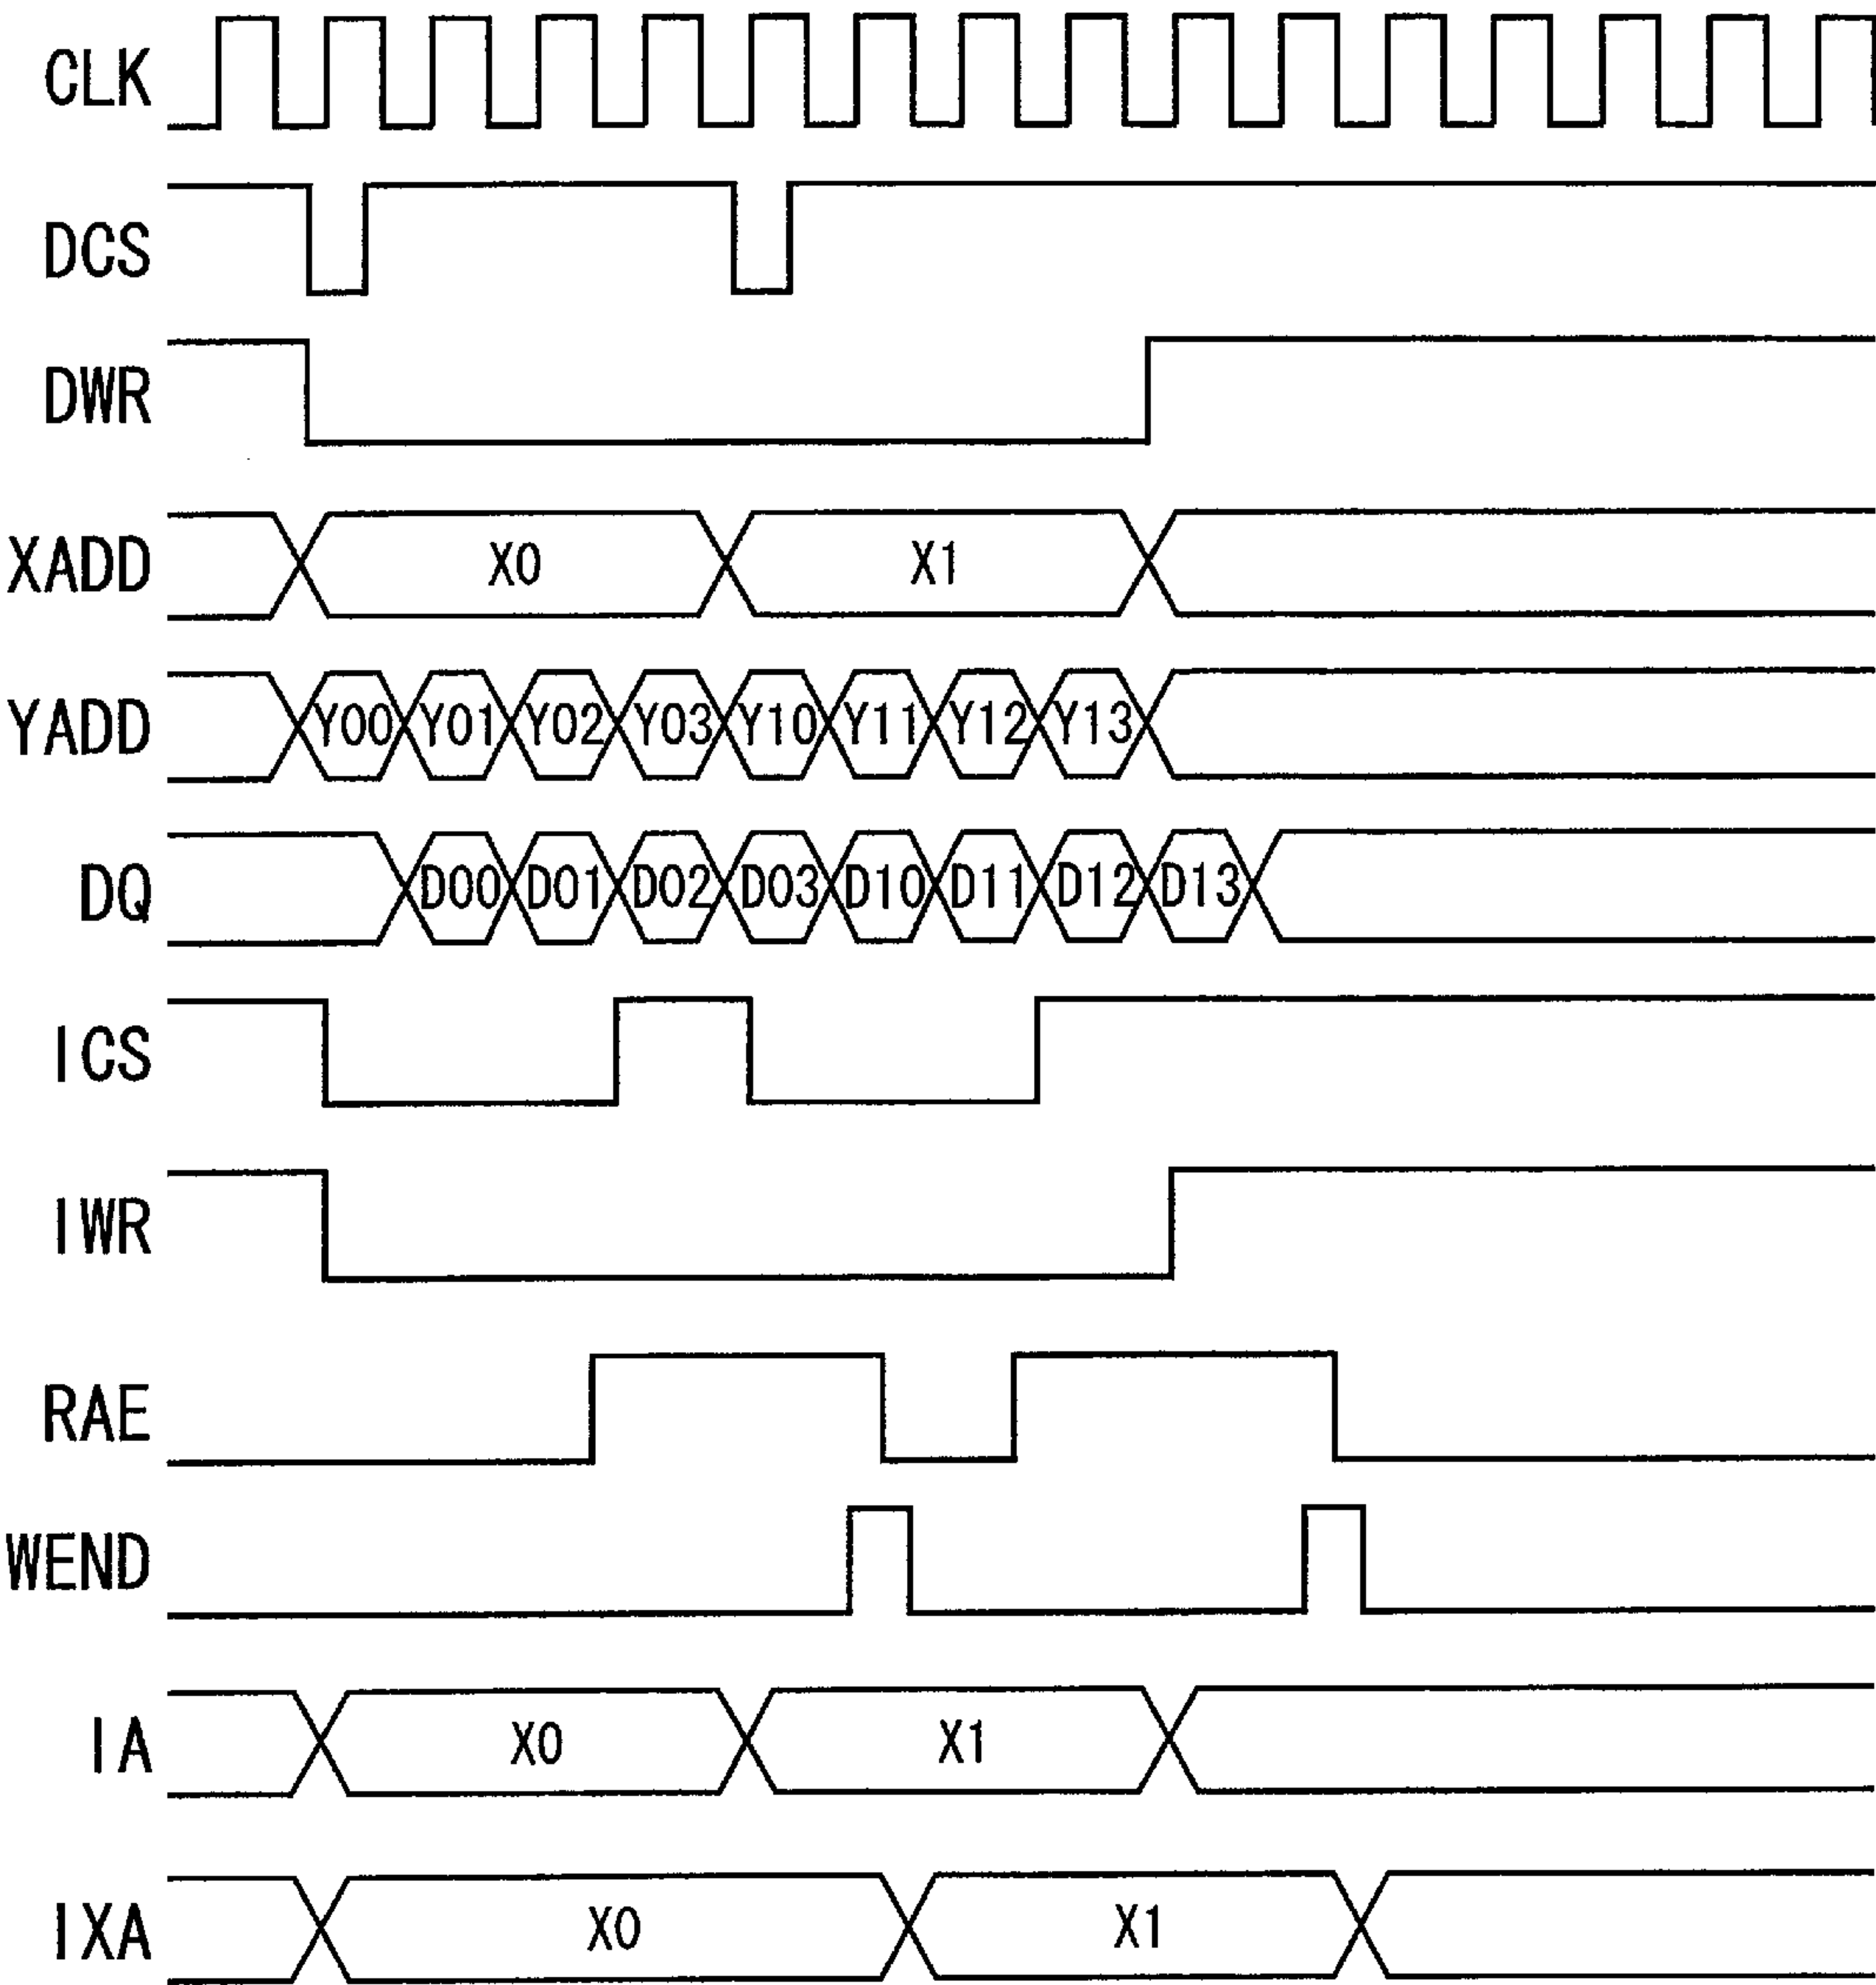 CLK
DCS
DWR
XADD X0 X1
YADD Y00 Y01 Y02 Y03 Y10 Y11 Y12 Y13
DQ D00 D01 D02 D03 D10 D11 D12 D13
ICS
IWR
RAE
WEND
IA X0 X1
IXA X0 X1